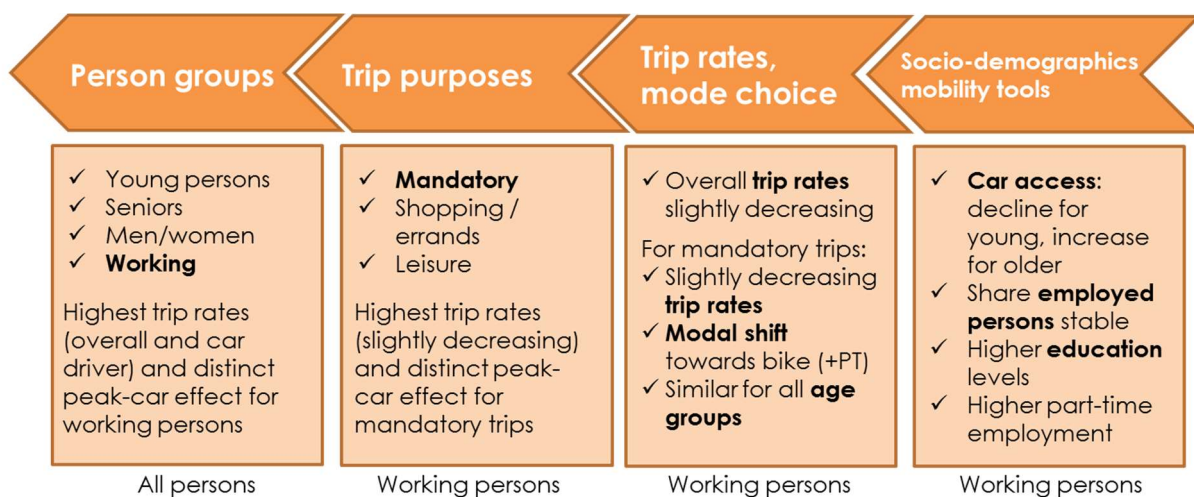 Person groups
✓ Young persons
✓ Seniors
✓ Men/women
✓ Working
Highest trip rates
(overall and car
driver) and distinct
peak-car effect for
working persons
All persons
Trip purposes
✓ Mandatory
✓ Shopping /
errands
✓ Leisure
Highest trip rates
(slightly decreasing)
and distinct peak-
car effect for
mandatory trips
Working persons
Trip rates,
mode choice
✓ Overall trip rates
slightly decreasing
For mandatory trips:
✓ Slightly decreasing
trip rates
✓ Modal shift
towards bike (+PT)
✓ Similar for all age
groups
Working persons
Socio-demographics
mobility tools
✓ Car access:
decline for
young, increase
for older
✓ Share employed
persons stable
✓ Higher education
levels
✓ Higher part-time
employment
Working persons